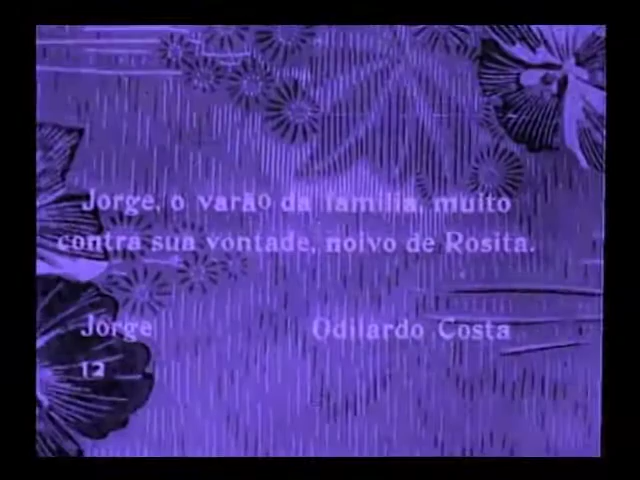 Jorge, o varão da familia, muito
contra sua vontade, noivo de Rosita.
Jorge Odilardo Costa
12